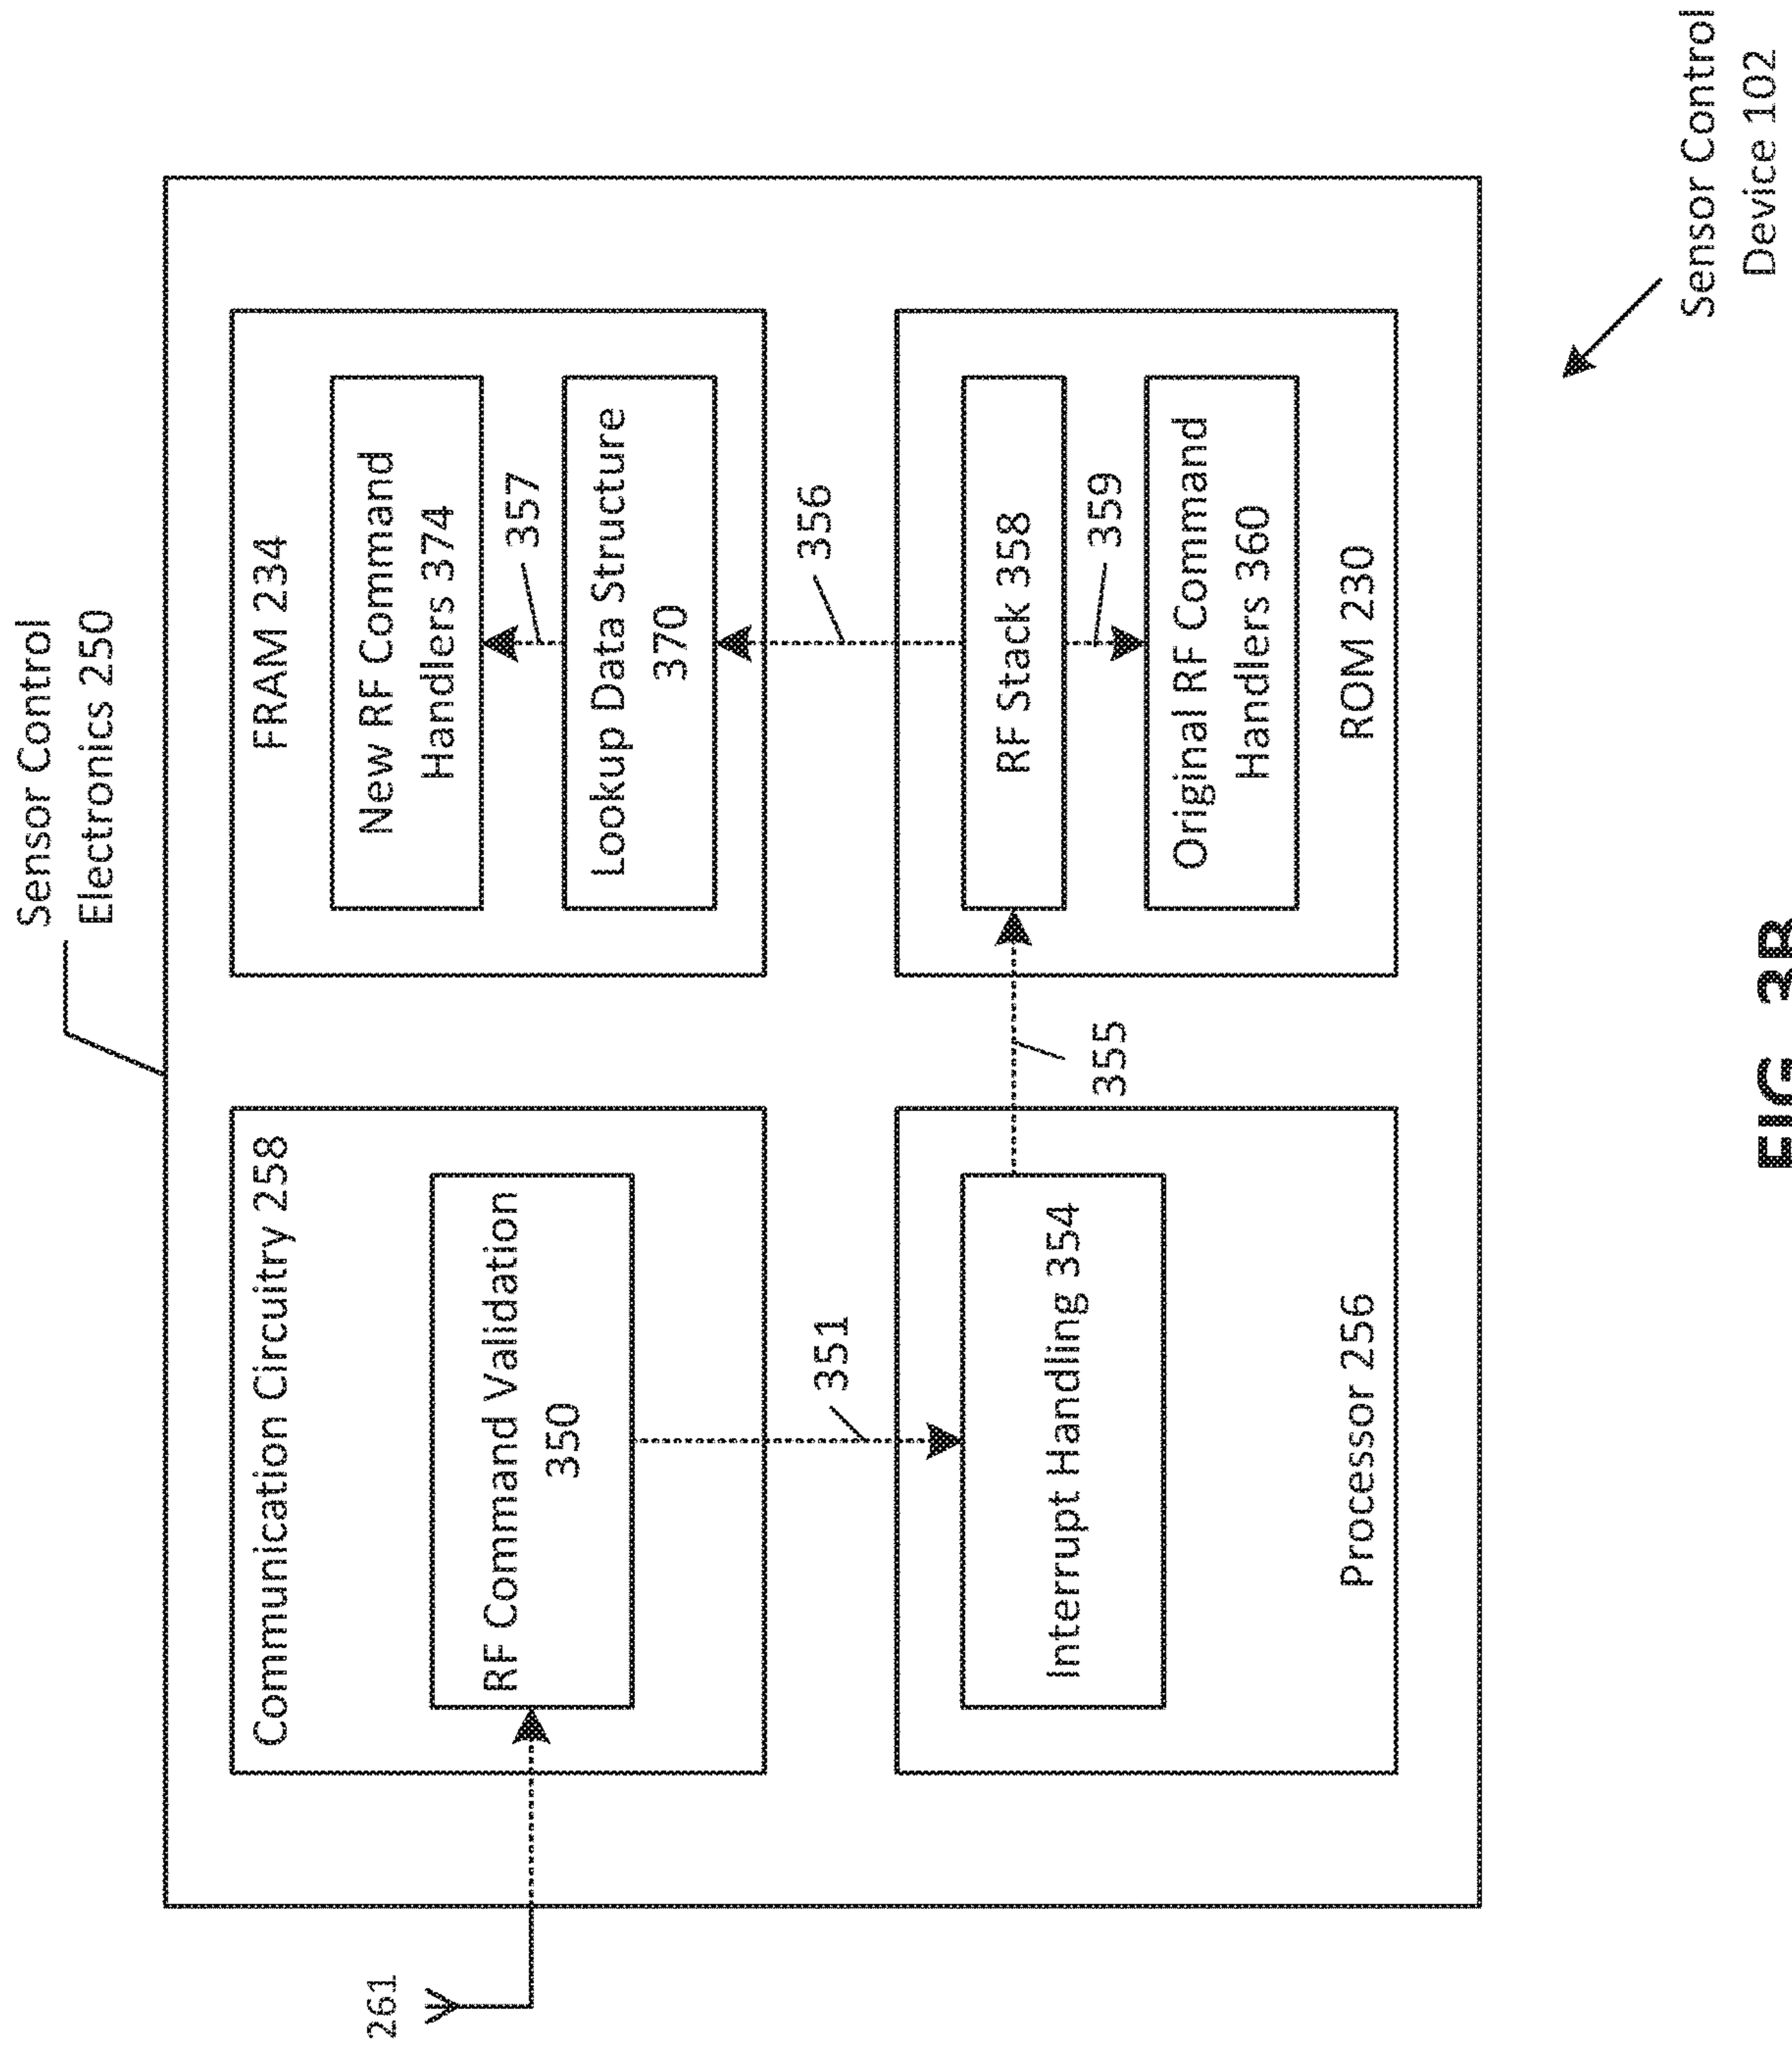 Sensor Control
Electronics 250
Communication Circuitry 258
RF Command Validation
350
261
351
Interrupt Handling 354
Processor 256
355
FRAM 234
New RF Command
Handlers 374
357
Lookup Data Structure
370
356
RF Stack 358
359
Original RF Command
Handlers 360
ROM 230
Sensor Control
Device 102
FIG. 3B